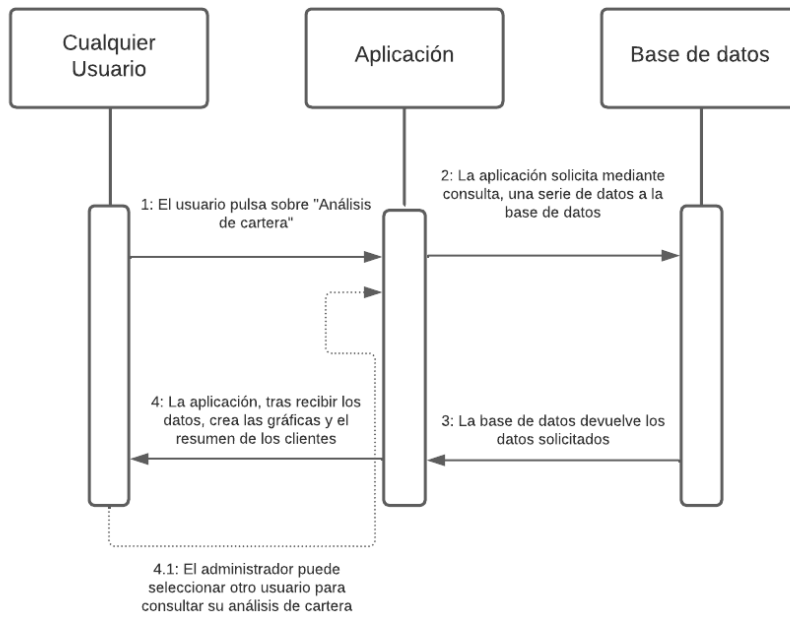 Cualquier
Usuario
Aplicación
Base de datos
1: El usuario pulsa sobre "Análisis
de cartera"
2: La aplicación solicita mediante
consulta, una serie de datos a la
base de datos
4: La aplicación, tras recibir los
datos, crea las gráficas y el
resumen de los clientes
3: La base de datos devuelve los
datos solicitados
4.1: El administrador puede
seleccionar otro usuario para
consultar su análisis de cartera